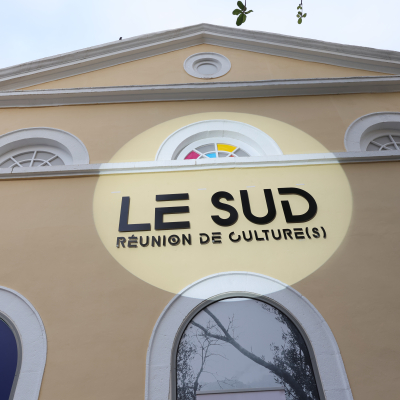 LE SUD
RÉUNION DE CULTURE(S)